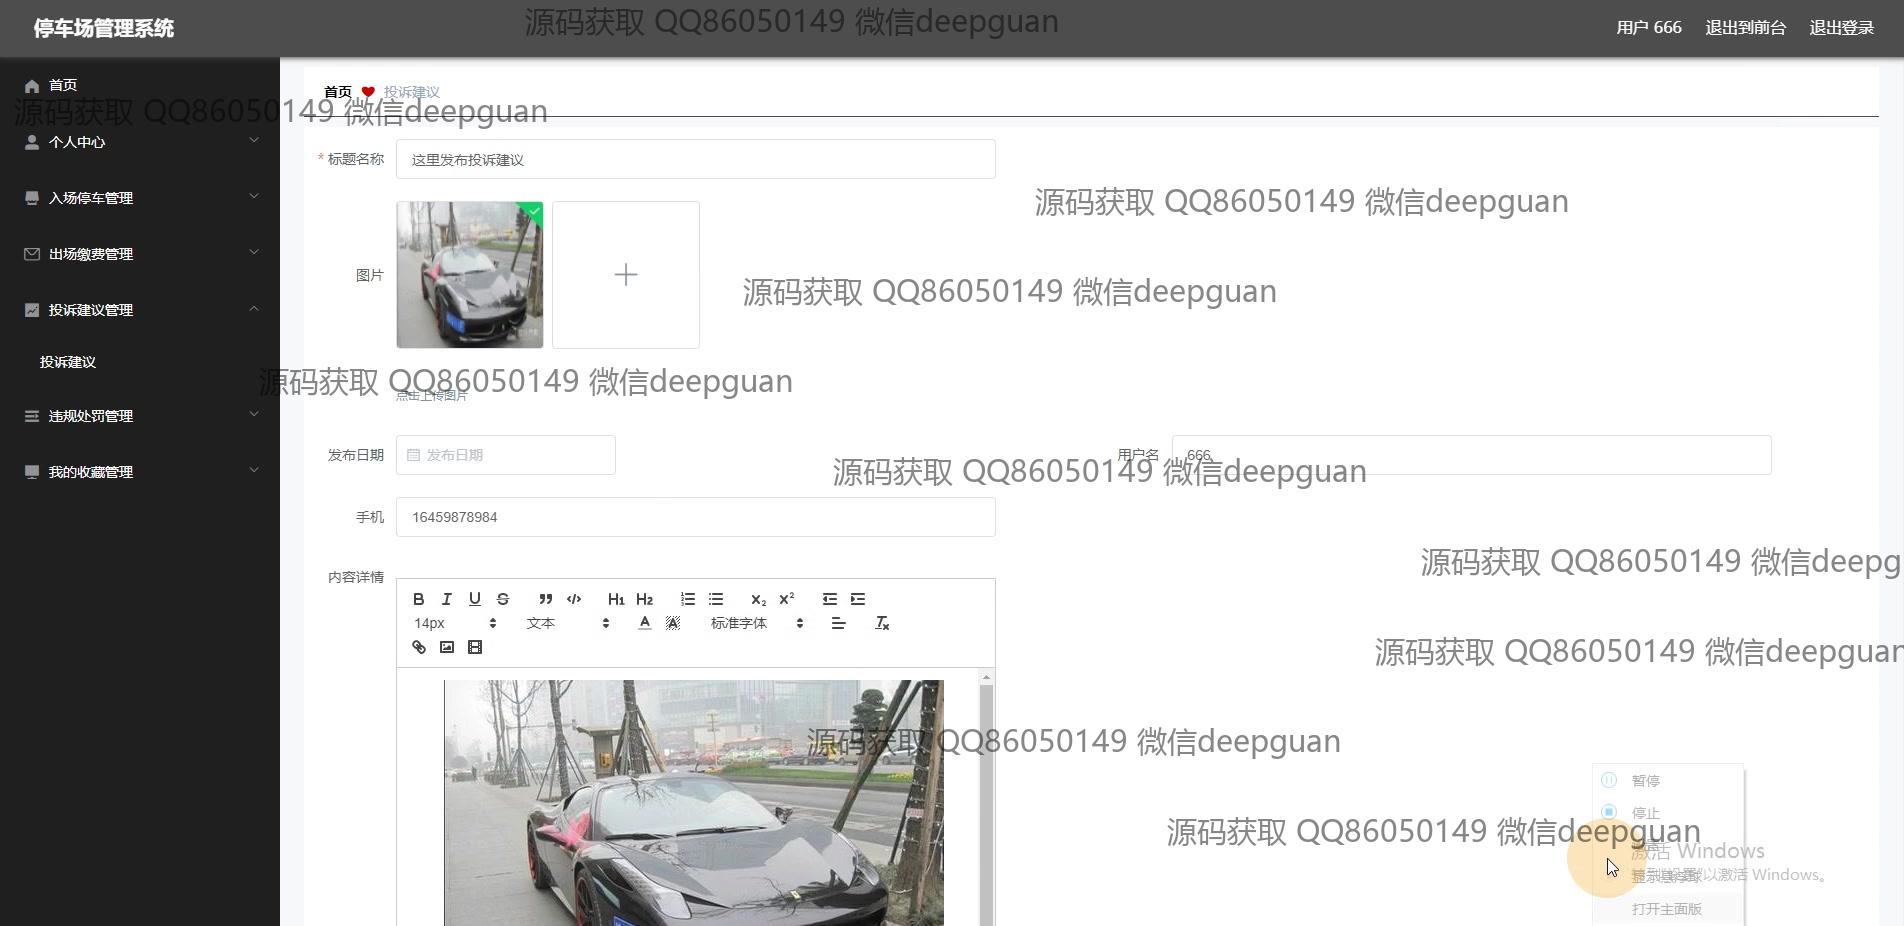 停车场管理系统
源码获取 QQ86050149 微信deepguan
用户 666
退出到前台
退出登录
首页
首页
投诉建议
源码获取 QQ86050149 微信deepguan
个人中心
标题名称
这里发布投诉建议
入场停车管理
源码获取 QQ86050149 微信deepguan
出场缴费管理
图片
源码获取 QQ86050149 微信deepguan
投诉建议管理
投诉建议
源码获取 QQ86050149 微信deepguan
点击上传图片
违规处罚管理
发布日期
发布日期
用户名
666
源码获取 QQ86050149 微信deepguan
我的收藏管理
手机
16459878984
源码获取 QQ86050149 微信deepg
内容详情
B I U S H1 H2 x₂ x²
14px
文本
A A
标准字体
Tx
源码获取 QQ86050149 微信deepguan
源码获取 QQ86050149 微信deepguan
暂停
停止
源码获取 QQ86050149 微信deepguan
激活 Windows
以激活 Windows。
打开主面版